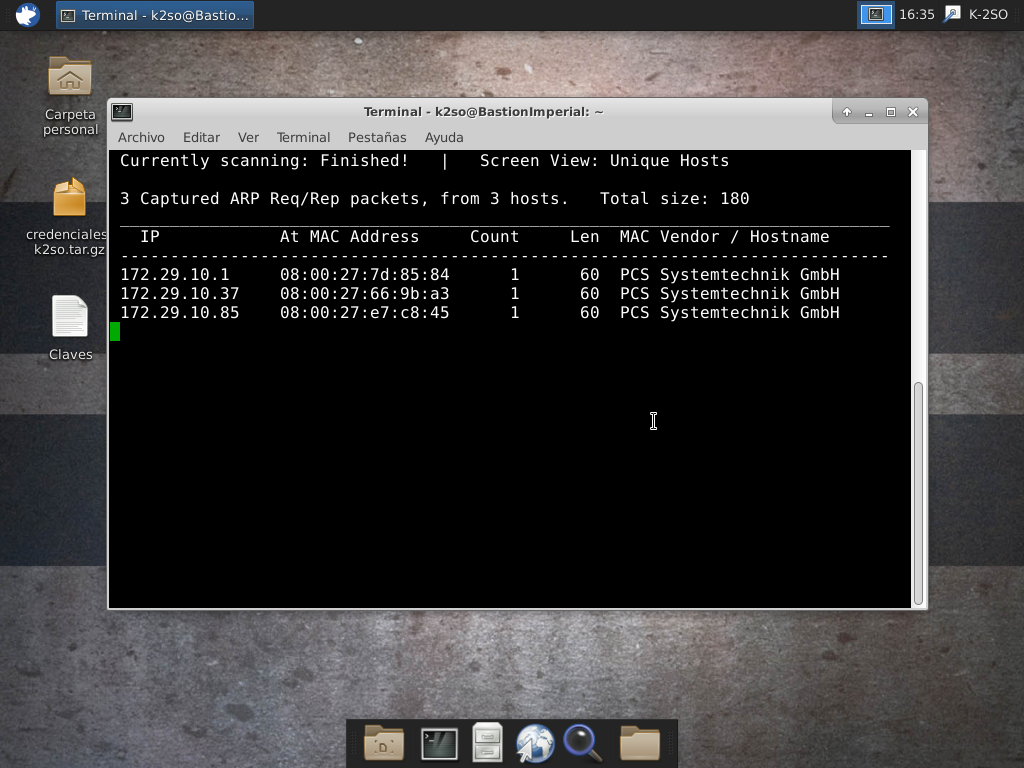 Terminal - k2so@Bastio...
16:35
K-2SO
Carpeta
personal
credenciales
k2so.tar.gz
Claves
Terminal - k2so@BastionImperial: ~
Archivo Editar Ver Terminal Pestañas Ayuda
Currently scanning: Finished!   |   Screen View: Unique Hosts
3 Captured ARP Req/Rep packets, from 3 hosts.   Total size: 180
_____________________________________________________________________________
IP            At MAC Address     Count     Len  MAC Vendor / Hostname
-----------------------------------------------------------------------------
172.29.10.1     08:00:27:7d:85:84      1      60  PCS Systemtechnik GmbH
172.29.10.37    08:00:27:66:9b:a3      1      60  PCS Systemtechnik GmbH
172.29.10.85    08:00:27:e7:c8:45      1      60  PCS Systemtechnik GmbH